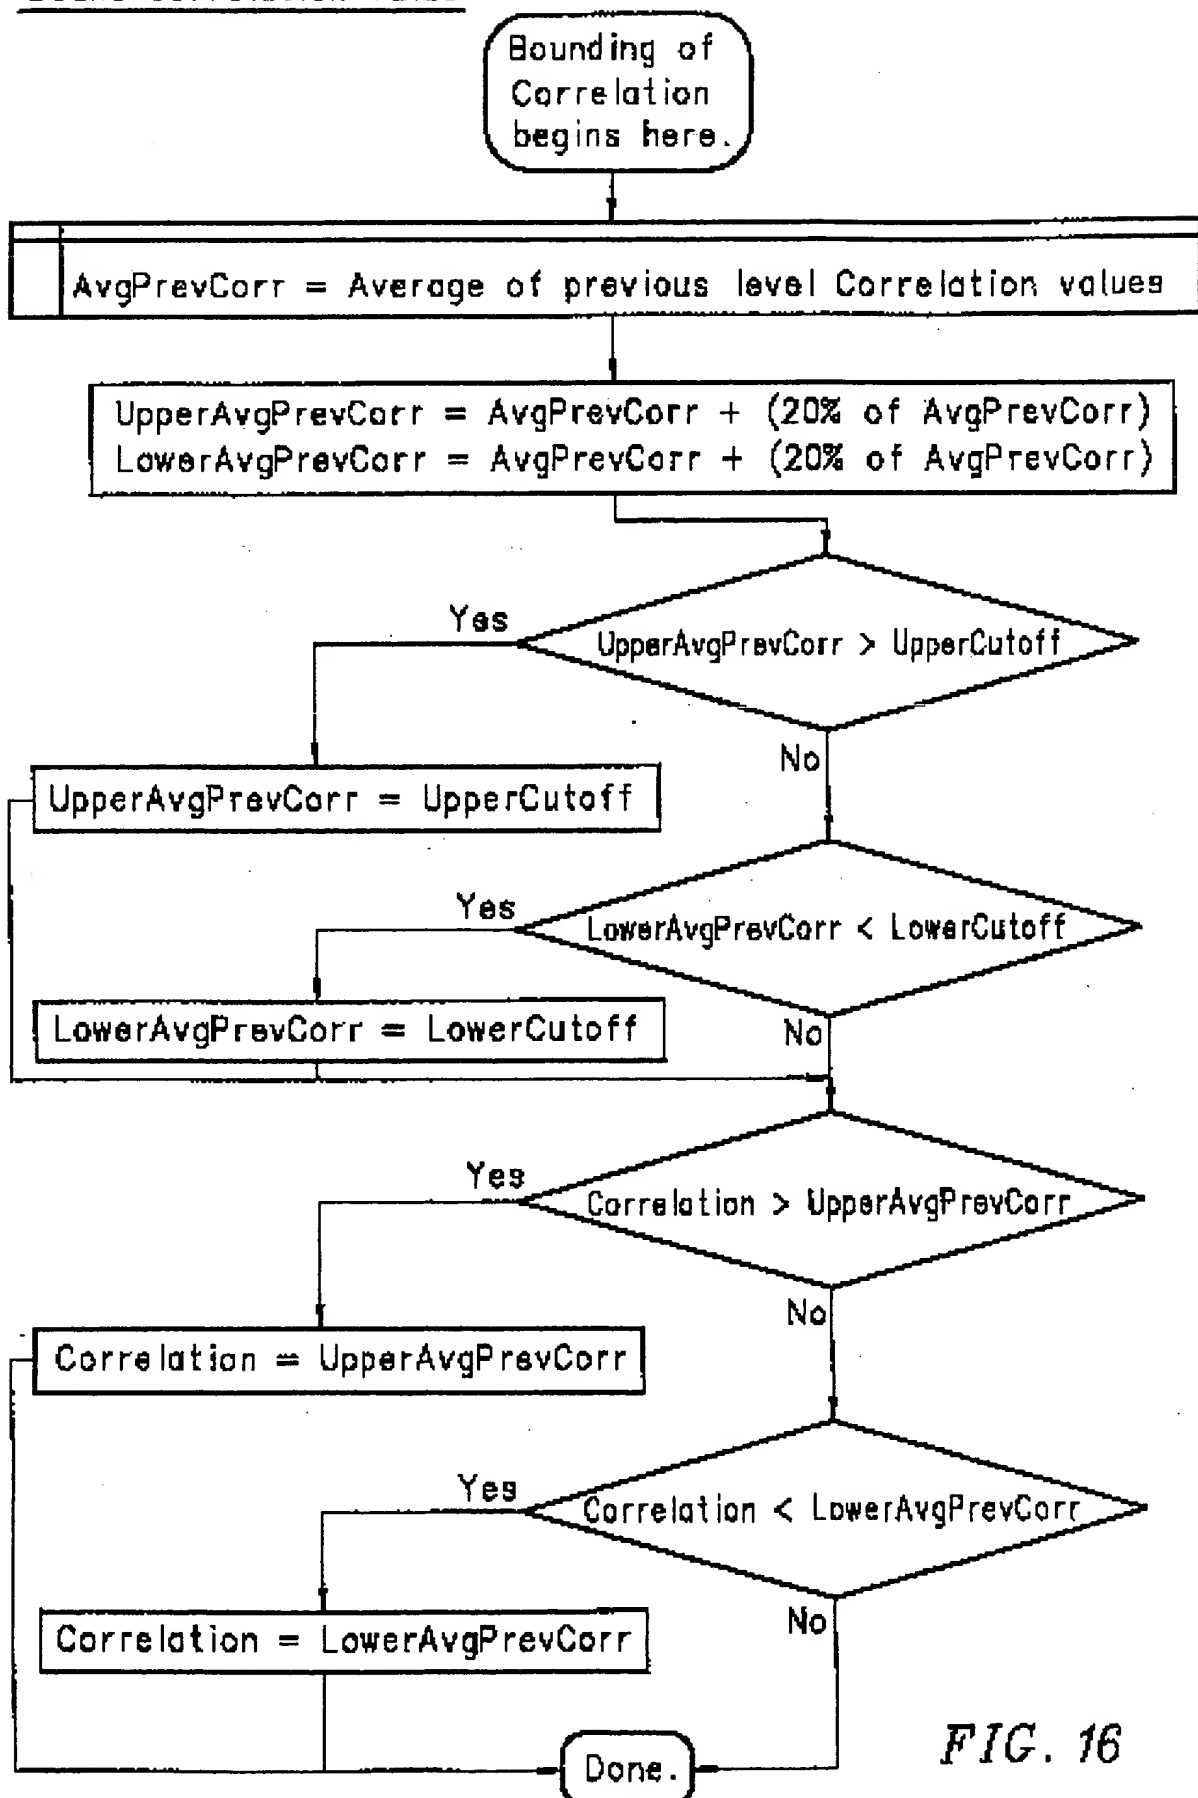 Bounding of
Correlation
begins here.
AvgPrevCorr = Average of previous level Correlation values
UpperAvgPrevCorr = AvgPrevCorr + (20% of AvgPrevCorr)
LowerAvgPrevCorr = AvgPrevCorr + (20% of AvgPrevCorr)
Yes
UpperAvgPrevCorr > UpperCutoff
No
UpperAvgPrevCorr = UpperCutoff
Yes
LowerAvgPrevCorr < LowerCutoff
LowerAvgPrevCorr = LowerCutoff
No
Yes
Correlation > UpperAvgPrevCorr
No
Correlation = UpperAvgPrevCorr
Yes
Correlation < LowerAvgPrevCorr
No
Correlation = LowerAvgPrevCorr
Done.
FIG. 16